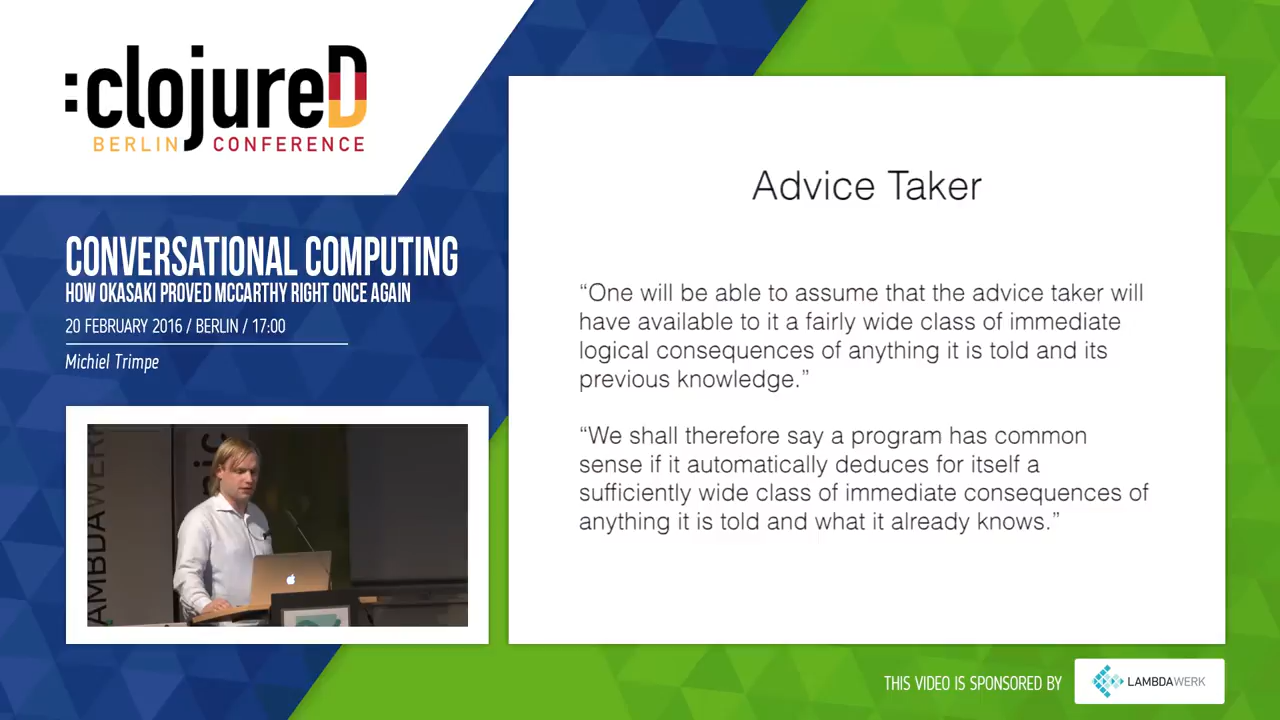 :clojureD
BERLIN CONFERENCE
CONVERSATIONAL COMPUTING
HOW OKASAKI PROVED MCCARTHY RIGHT ONCE AGAIN
20 FEBRUARY 2016 / BERLIN / 17:00
Michiel Trimpe
AMBDAWERK
nic
Advice Taker
“One will be able to assume that the advice taker will
have available to it a fairly wide class of immediate
logical consequences of anything it is told and its
previous knowledge.”
“We shall therefore say a program has common
sense if it automatically deduces for itself a
sufficiently wide class of immediate consequences of
anything it is told and what it already knows.”
THIS VIDEO IS SPONSORED BY
LAMBDAWERK